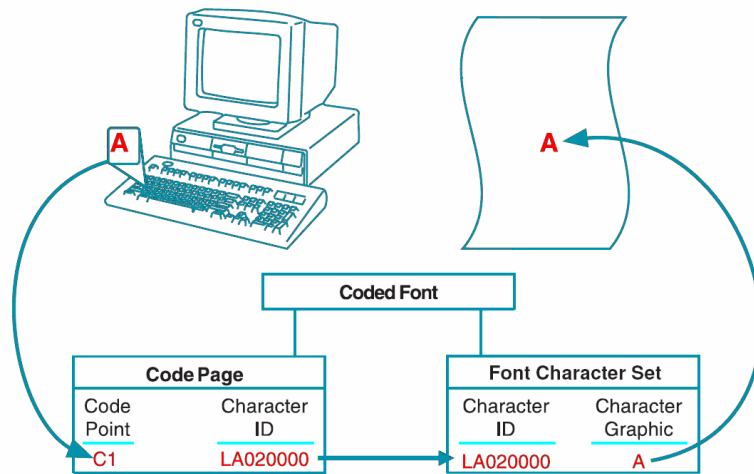 A
A
Coded Font
Code Page
Code Character
Point ID
C1 LA020000
Font Character Set
Character Character
ID Graphic
LA020000 A